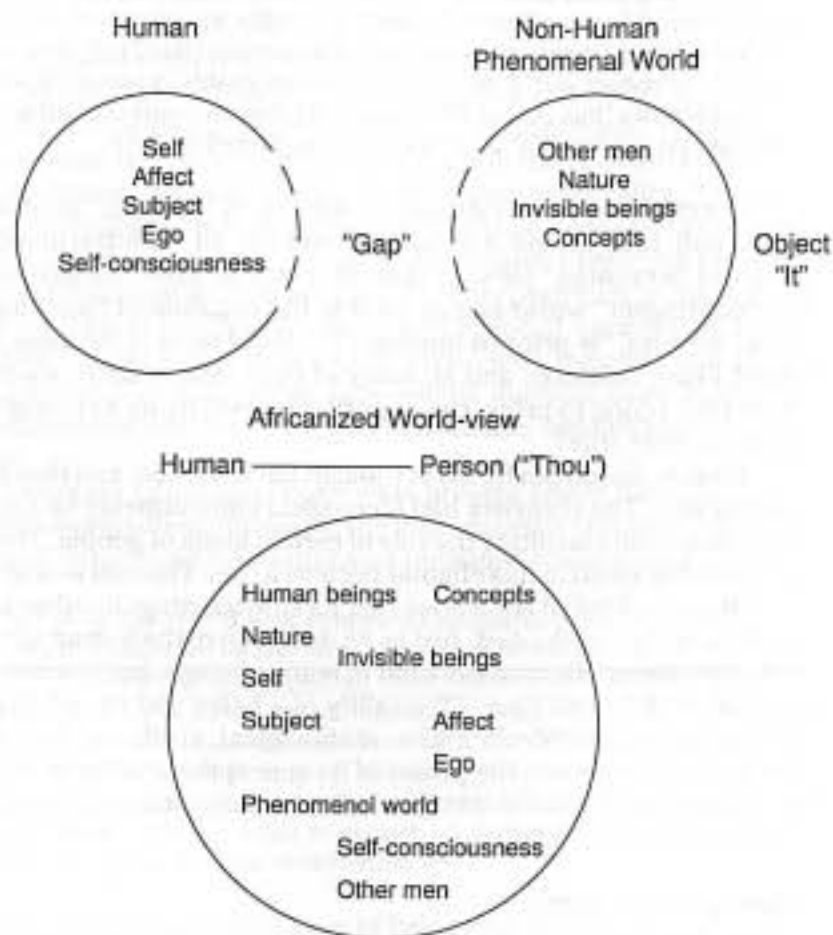 Human
Non-Human
Phenomenal World
Self
Affect
Subject
Ego
Self-consciousness
"Gap"
Other men
Nature
Invisible beings
Concepts
Object
"It"
Africanized World-view
Human Person ("Thou")
Human beings Concepts
Nature
Invisible beings
Self
Subject Affect
Ego
Phenomenol world
Self-consciousness
Other men